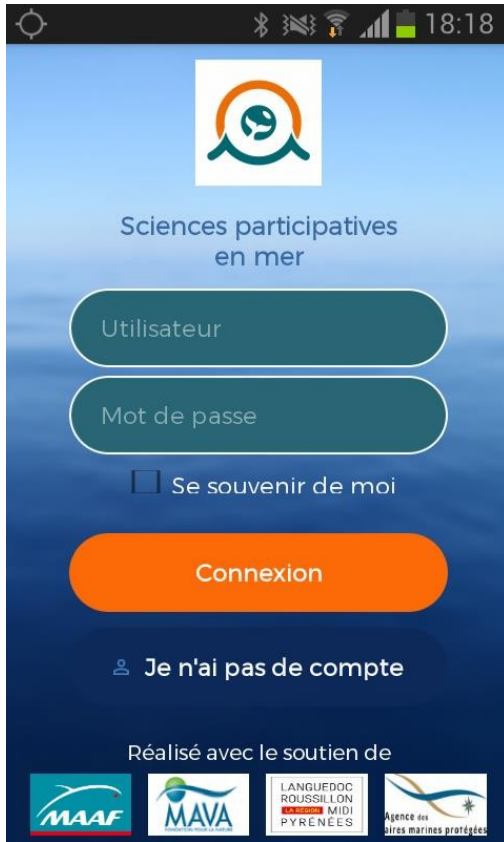 18:18
Sciences participatives
en mer
Utilisateur
Mot de passe
Se souvenir de moi
Connexion
Je n'ai pas de compte
Réalisé avec le soutien de
MAAF
MAVA
FONDATION POUR LA NATURE
LANGUEDOC
ROUSSILLON
LA RÉGION MIDI
PYRÉNÉES
Agence des
aires marines protégées